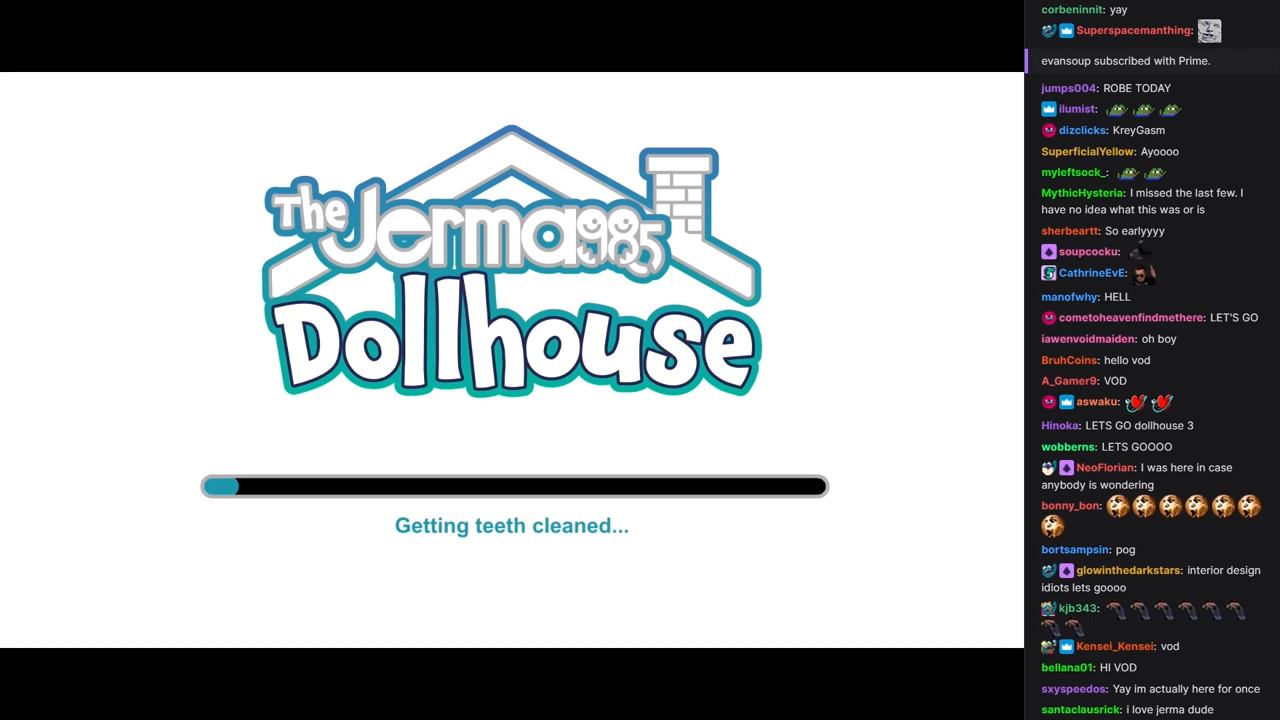 The Jerma985
Dollhouse
Getting teeth cleaned...
corbeninnit: yay
Superspacemanthing:
evansoup subscribed with Prime.
jumps004: ROBE TODAY
ilumist:
dizclicks: KreyGasm
SuperficialYellow: Ayoooo
myleftsock_:
MythicHysteria: I missed the last few. I
have no idea what this was or is
sherbeartt: So earlyyyy
soupcocku:
CathrineEvE:
manofwhy: HELL
cometoheavenfindmethere: LET'S GO
iawenvoidmaiden: oh boy
BruhCoins: hello vod
A_Gamer9: VOD
aswaku:
Hinoka: LETS GO dollhouse 3
wobberns: LETS GOOOO
NeoFlorian: I was here in case
anybody is wondering
bonny_bon:
bortsampsin: pog
glowinthedarkstars: interior design
idiots lets goooo
kjb343:
Kensei_Kensei: vod
bellana01: HI VOD
sxyspeedos: Yay im actually here for once
santaclausrick: i love jerma dude